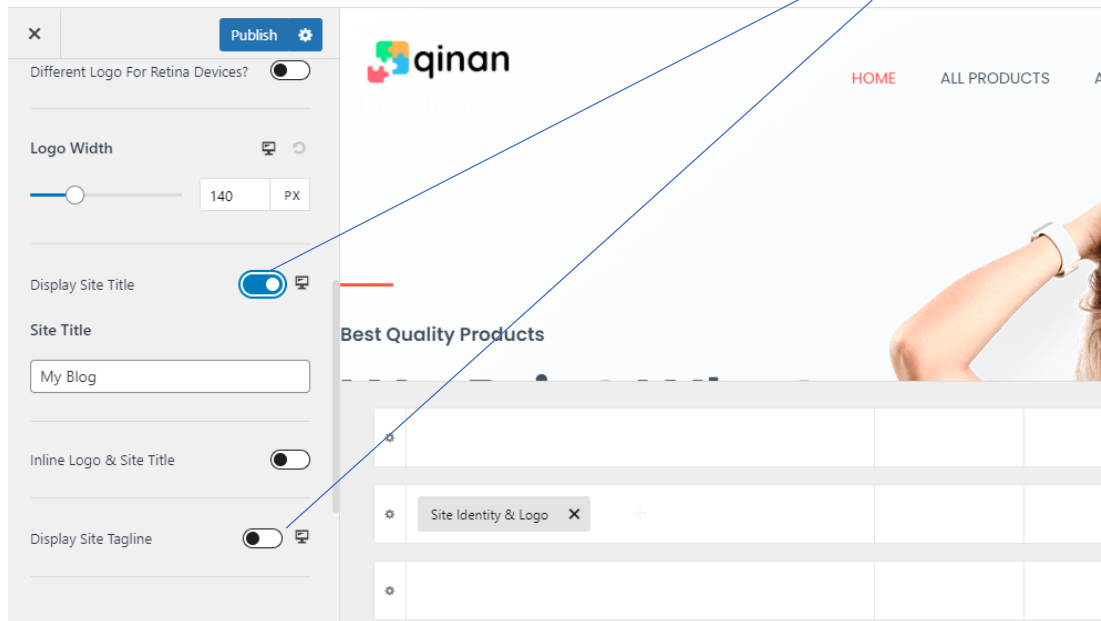 Publish
Different Logo For Retina Devices?
Logo Width
140 PX
Display Site Title
Site Title
My Blog
Inline Logo & Site Title
Display Site Tagline
qinan
HOME ALL PRODUCTS A
Best Quality Products
Site Identity & Logo